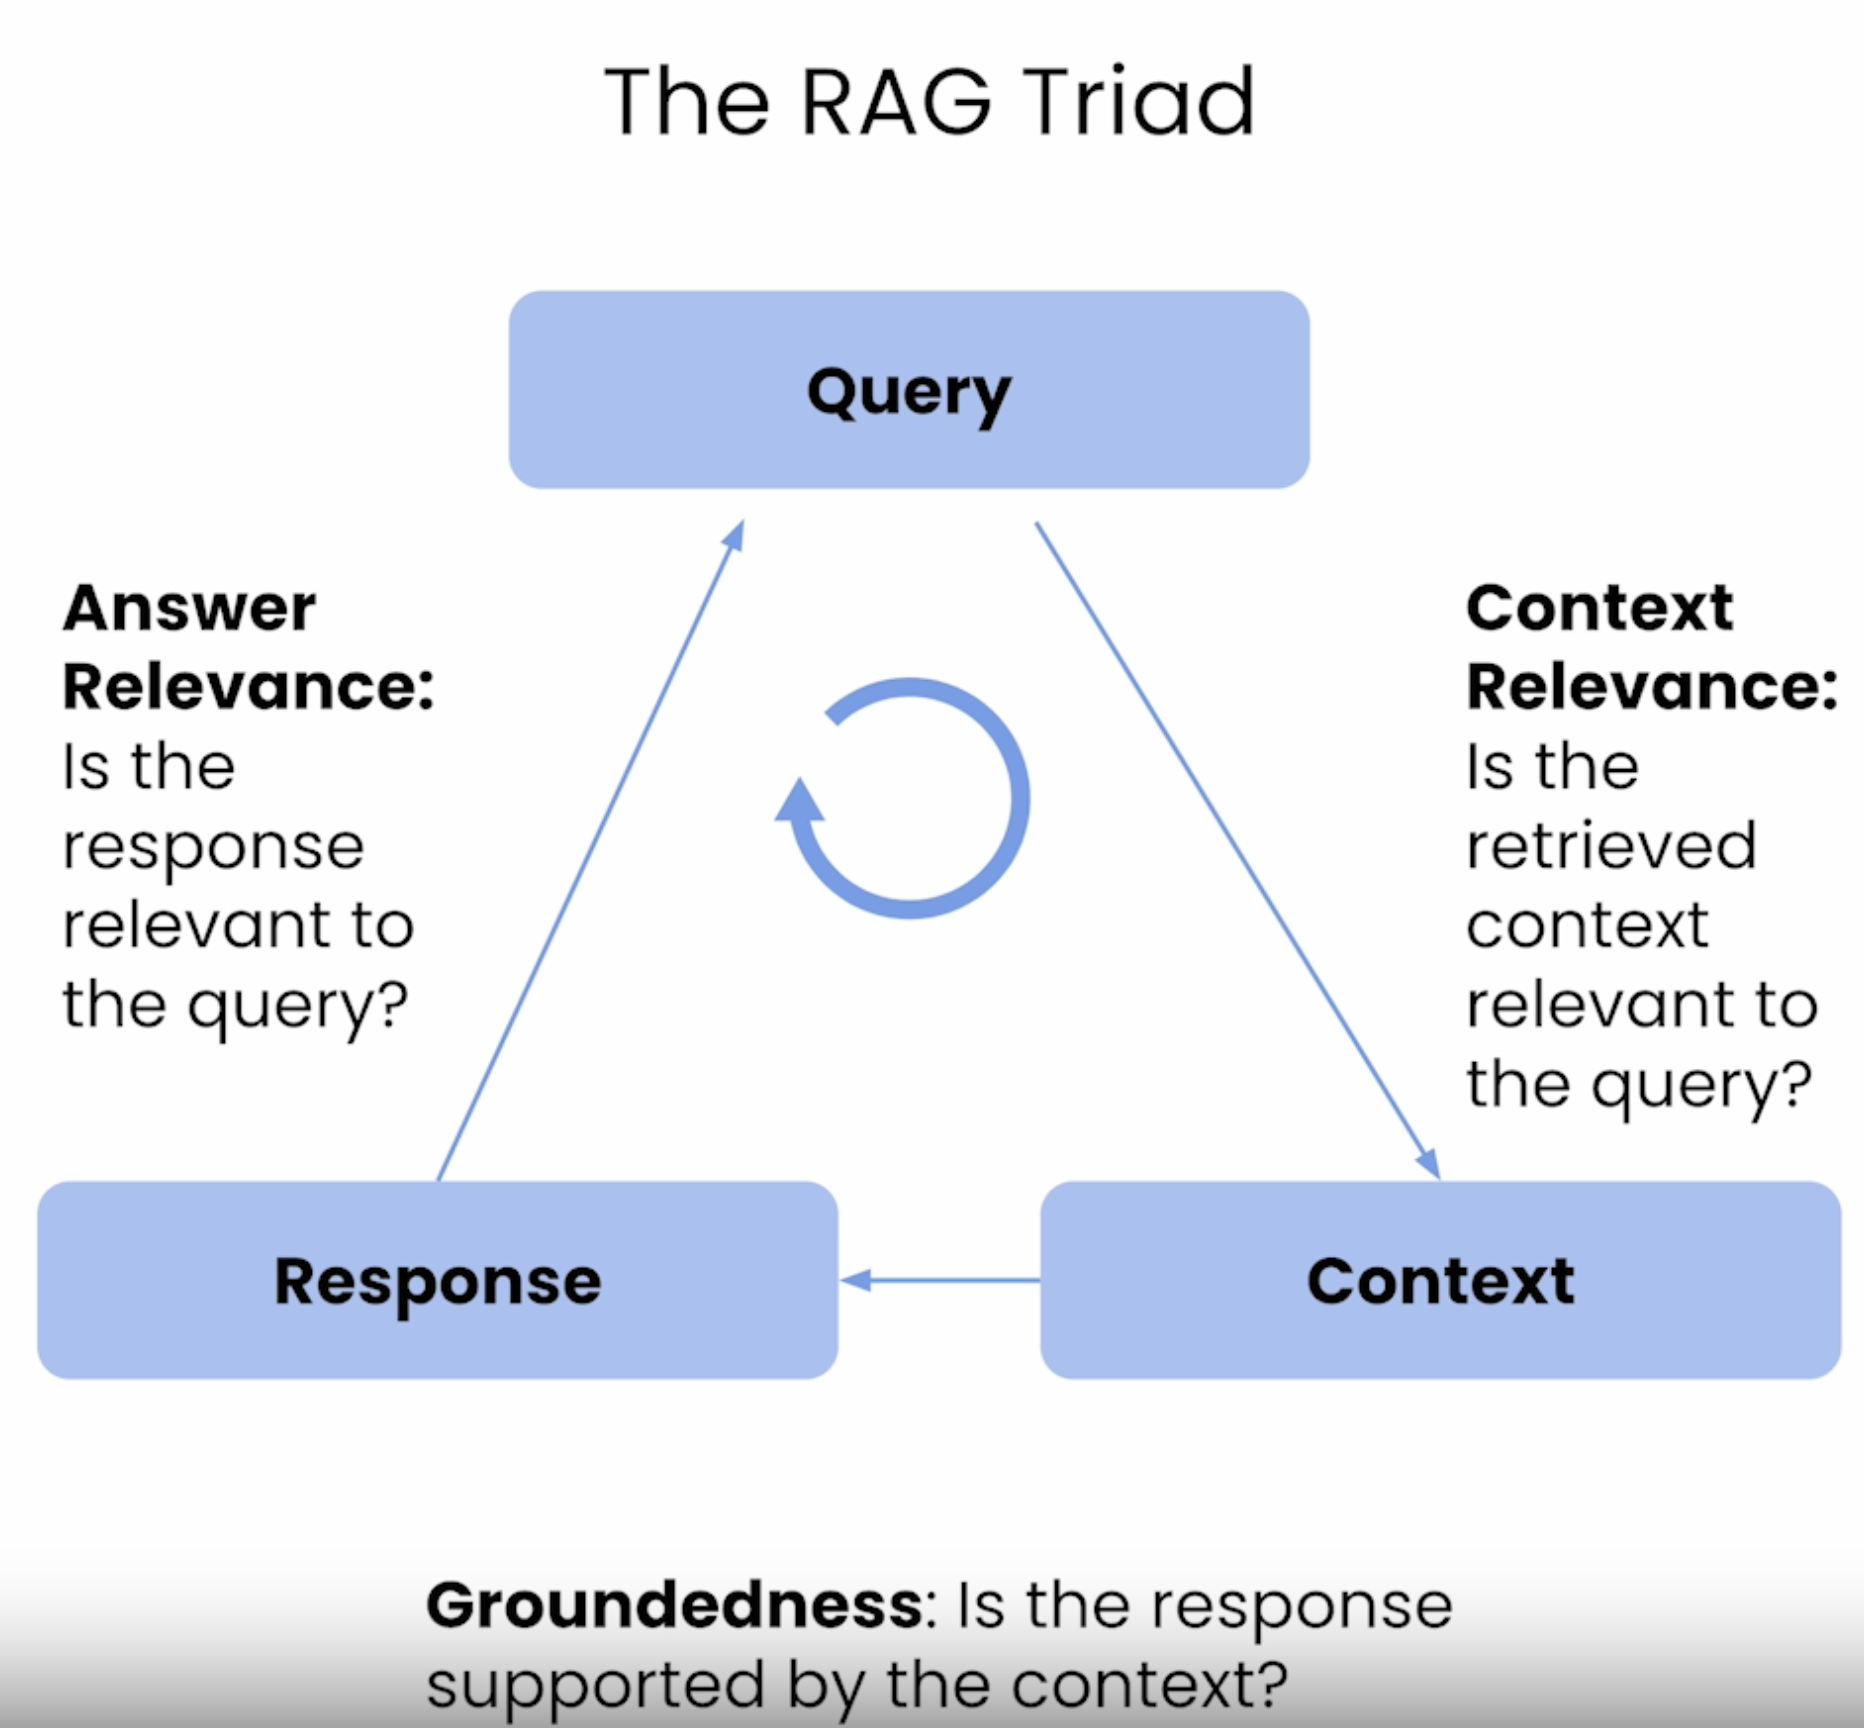 The RAG Triad
Query
Answer
Relevance:
Is the
response
relevant to
the query?
Context
Relevance:
Is the
retrieved
context
relevant to
the query?
Response
Context
Groundedness: Is the response
supported by the context?